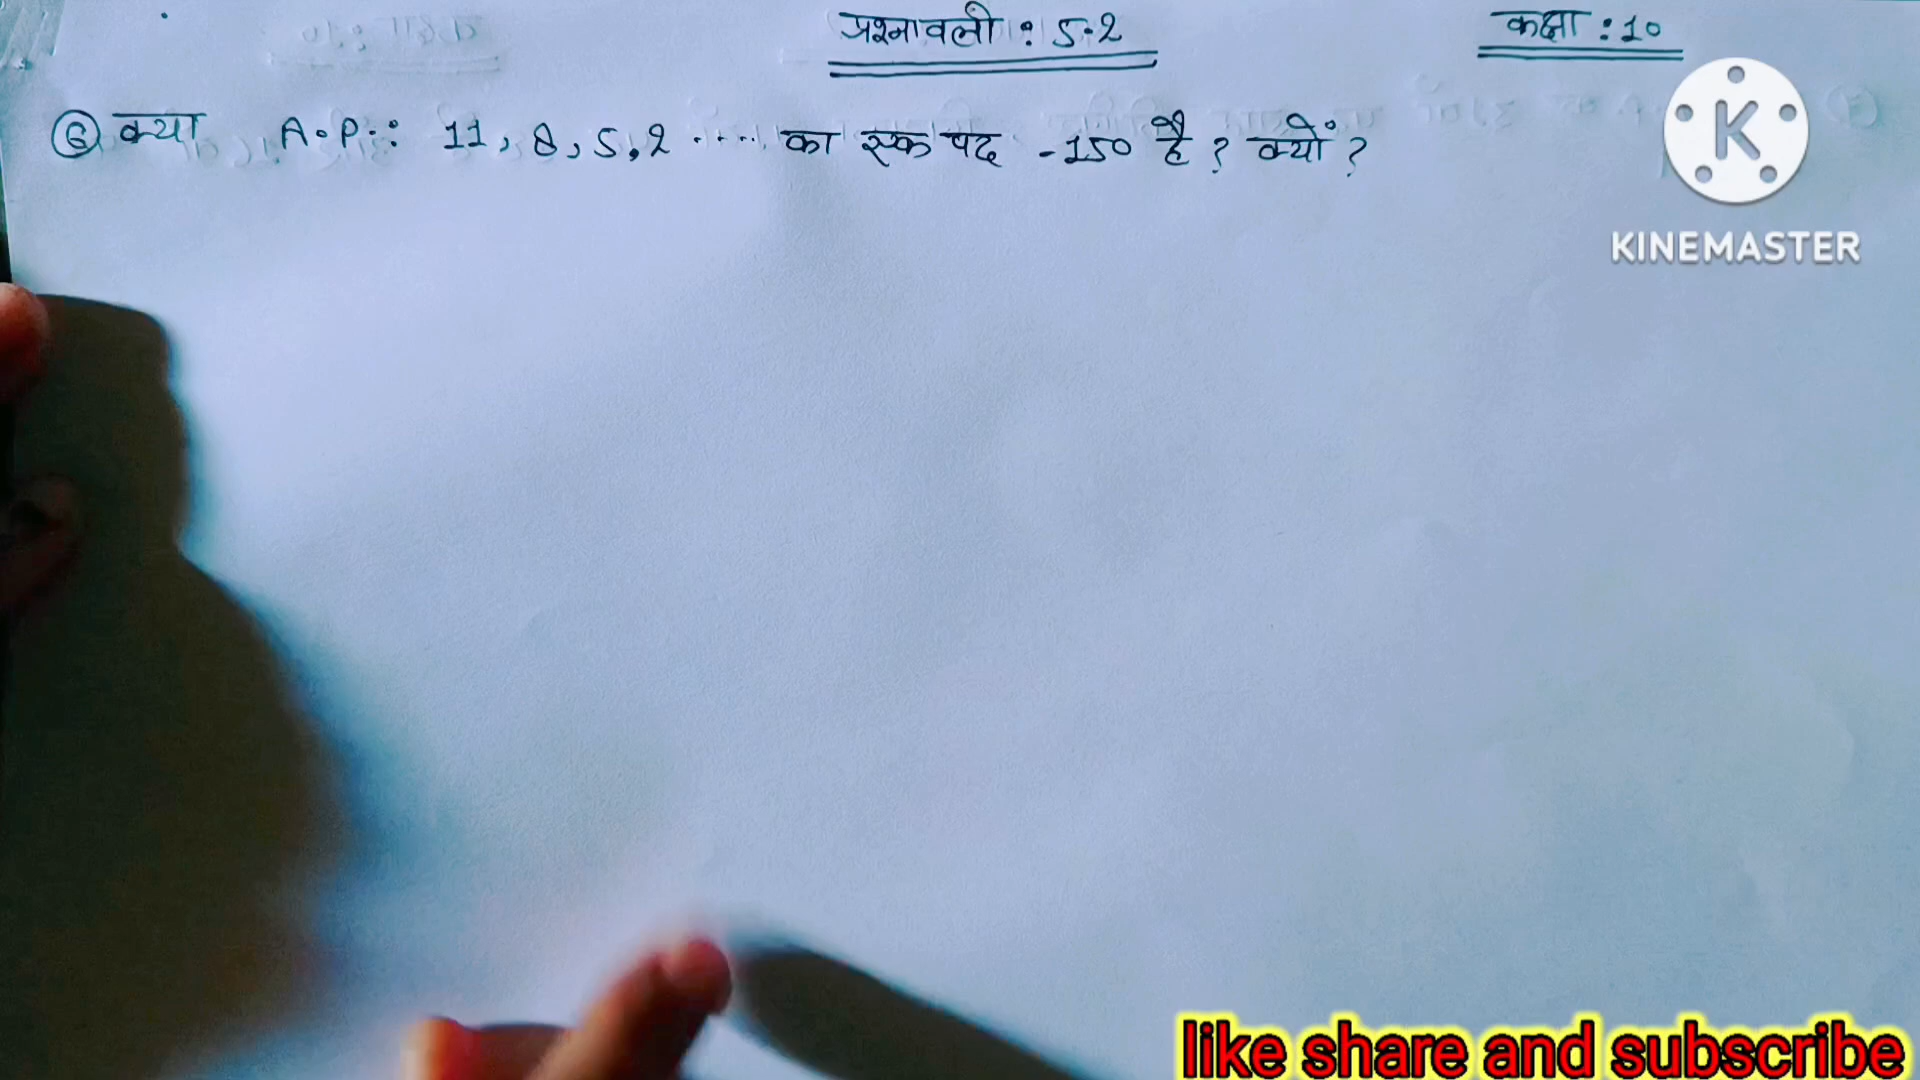 प्रश्नावली : 5.2
कक्षा : 10
6 क्या A.P.: 11, 8, 5, 2 .... का एक पद -150 है ? क्यों ?
K
KINEMASTER
like share and subscribe